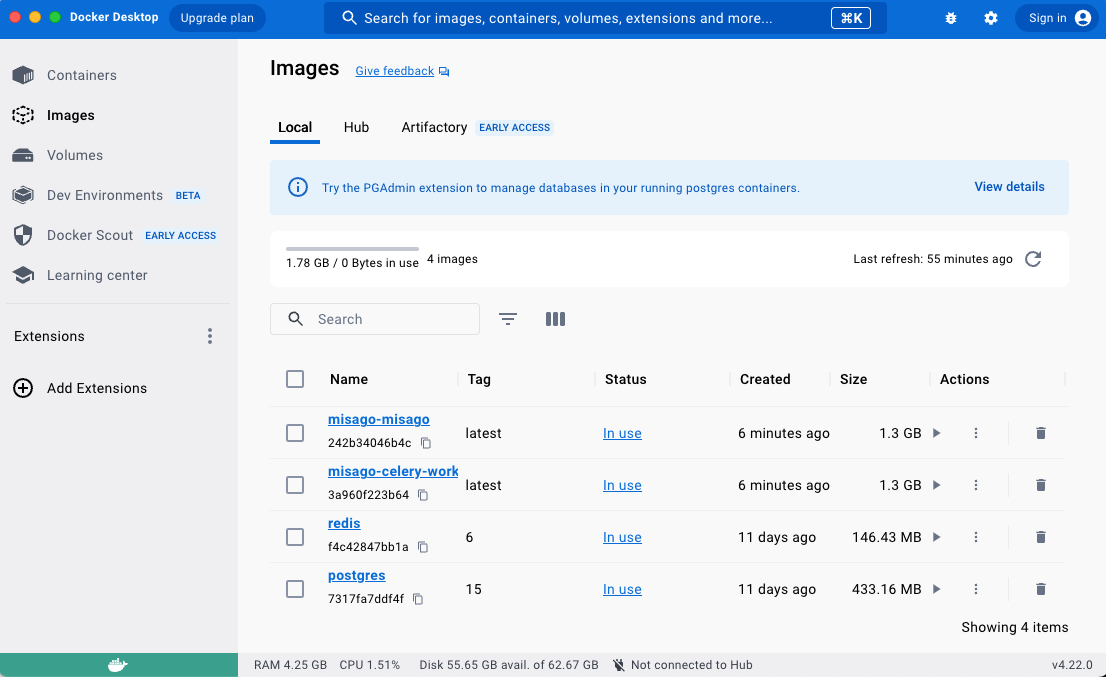 Docker Desktop
Upgrade plan
Search for images, containers, volumes, extensions and more...
⌘K
Sign in
Containers
Images
Volumes
Dev Environments BETA
Docker Scout EARLY ACCESS
Learning center
Extensions
Add Extensions
Images
Give feedback
Local
Hub
Artifactory EARLY ACCESS
Try the PGAdmin extension to manage databases in your running postgres containers.
View details
1.78 GB / 0 Bytes in use
4 images
Last refresh: 55 minutes ago
Search
Name Tag Status Created Size Actions
misago-misago
242b34046b4c
latest In use 6 minutes ago 1.3 GB
misago-celery-work
3a960f223b64
latest In use 6 minutes ago 1.3 GB
redis
f4c42847bb1a
6 In use 11 days ago 146.43 MB
postgres
7317fa7ddf4f
15 In use 11 days ago 433.16 MB
Showing 4 items
RAM 4.25 GB CPU 1.51% Disk 55.65 GB avail. of 62.67 GB Not connected to Hub v4.22.0